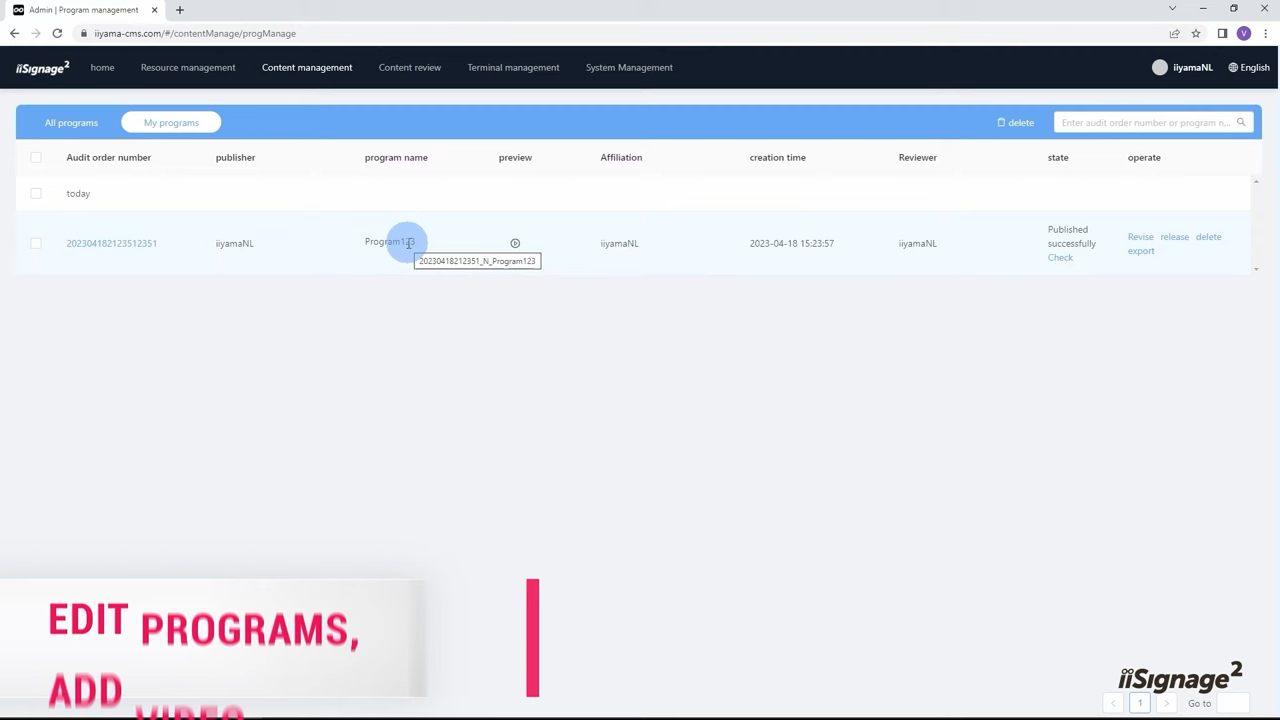 Admin | Program management
iiyama-cms.com/#/contentManage/progManage
V
iiSignage2
home
Resource management
Content management
Content review
Terminal management
System Management
iiyamaNL
English
All programs
My programs
delete
Enter audit order number or program n...
Audit order number
publisher
program name
preview
Affiliation
creation time
Reviewer
state
operate
today
202304182123512351
iiyamaNL
Program123
iiyamaNL
2023-04-18 15:23:57
iiyamaNL
Published
successfully
Check
Revise release delete
export
20230418212351_N_Program123
EDIT PROGRAMS,
ADD VIDEO
iiSignage2
1
Go to